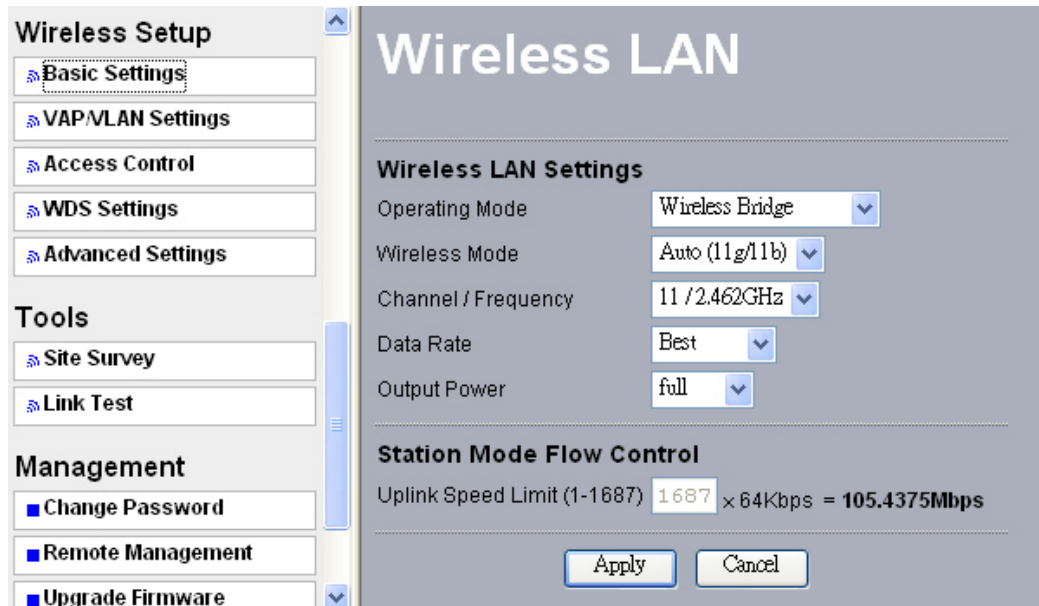 Wireless Setup
Basic Settings
VAP/VLAN Settings
Access Control
WDS Settings
Advanced Settings
Tools
Site Survey
Link Test
Management
Change Password
Remote Management
Upgrade Firmware
Wireless LAN
Wireless LAN Settings
Operating Mode Wireless Bridge
Wireless Mode Auto (11g/11b)
Channel / Frequency 11 / 2.462GHz
Data Rate Best
Output Power full
Station Mode Flow Control
Uplink Speed Limit (1-1687) 1687 x 64Kbps = 105.4375Mbps
Apply Cancel